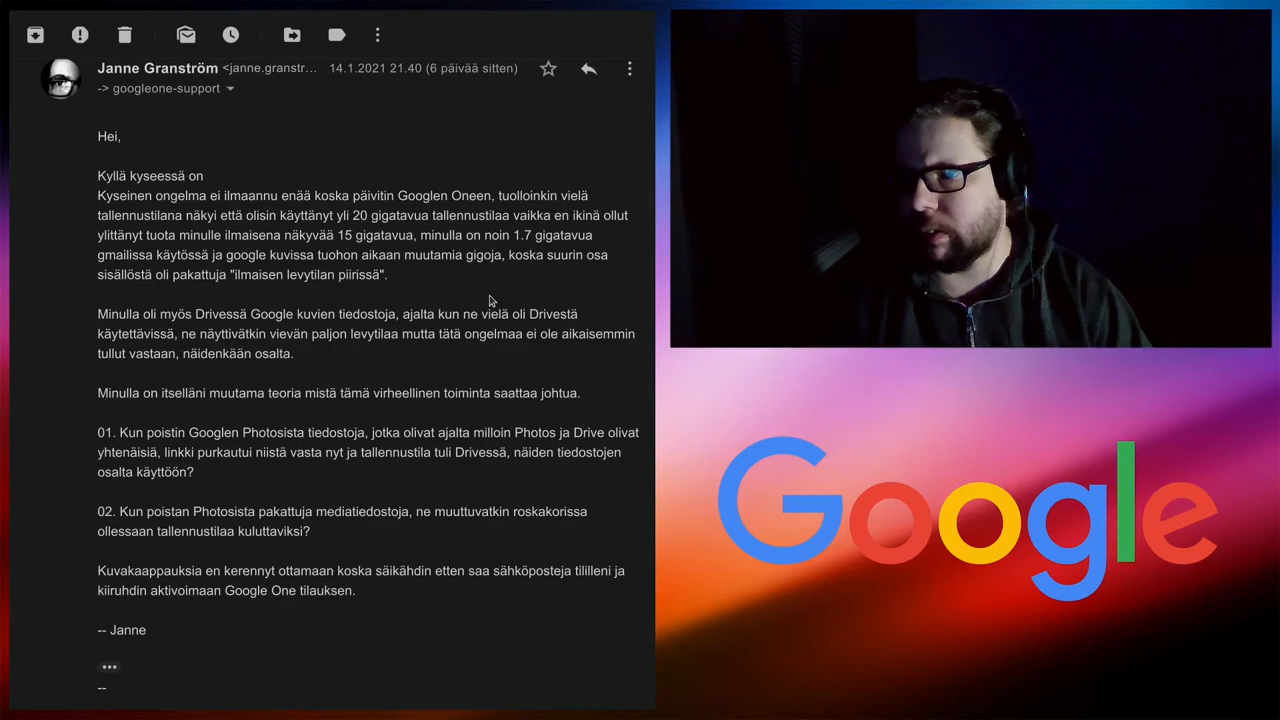 Janne Granström <janne.granstr... 14.1.2021 21.40 (6 päivää sitten)
-> googleone-support
Hei,
Kyllä kyseessä on
Kyseinen ongelma ei ilmaannu enää koska päivitin Googlen Oneen, tuolloinkin vielä
tallennustilana näkyi että olisin käyttänyt yli 20 gigatavua tallennustilaa vaikka en ikinä ollut
ylittänyt tuota minulle ilmaisena näkyvää 15 gigatavua, minulla on noin 1.7 gigatavua
gmailissa käytössä ja google kuvissa tuohon aikaan muutamia gigoja, koska suurin osa
sisällöstä oli pakattuja "ilmaisen levytilan piirissä".
Minulla oli myös Drivessä Google kuvien tiedostoja, ajalta kun ne vielä oli Drivestä
käytettävissä, ne näyttivätkin vievän paljon levytilaa mutta tätä ongelmaa ei ole aikaisemmin
tullut vastaan, näidenkään osalta.
Minulla on itselläni muutama teoria mistä tämä virheellinen toiminta saattaa johtua.
01. Kun poistin Googlen Photosista tiedostoja, jotka olivat ajalta milloin Photos ja Drive olivat
yhtenäisiä, linkki purkautui niistä vasta nyt ja tallennustila tuli Drivessä, näiden tiedostojen
osalta käyttöön?
02. Kun poistan Photosista pakattuja mediatiedostoja, ne muuttuvatkin roskakorissa
ollessaan tallennustilaa kuluttaviksi?
Kuvakaappauksia en kerennyt ottamaan koska säikähdin etten saa sähköposteja tililleni ja
kiiruhdin aktivoimaan Google One tilauksen.
-- Janne
•••
--
Google